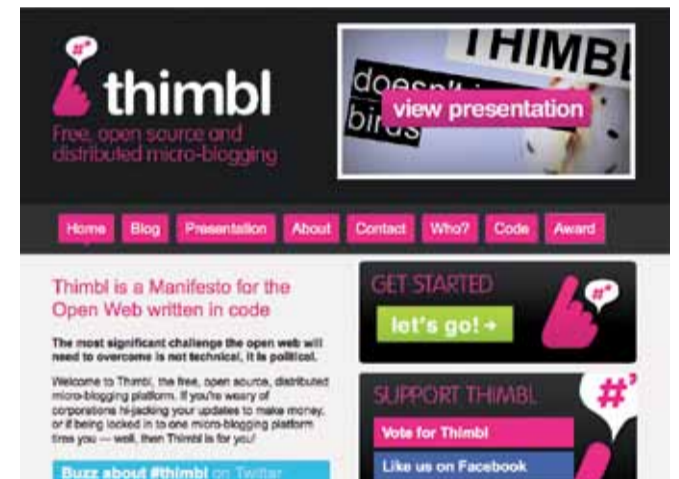 #'
thimbl
Free, open source and
distributed micro-blogging
THIMBL
doesn't
birds
view presentation
Home Blog Presentation About Contact Who? Code Award
Thimbl is a Manifesto for the
Open Web written in code
The most significant challenge the open web will
need to overcome is not technical, it is political.
Welcome to Thimbl, the free, open source, distributed
micro-blogging platform. If you're weary of
corporations hi-jacking your updates to make money,
or if being locked in to one micro-blogging platform
tires you — well, then Thimbl is for you!
Buzz about #thimbl on Twitter
GET STARTED
let's go! →
#'
SUPPORT THIMBL
#'
Vote for Thimbl
Like us on Facebook